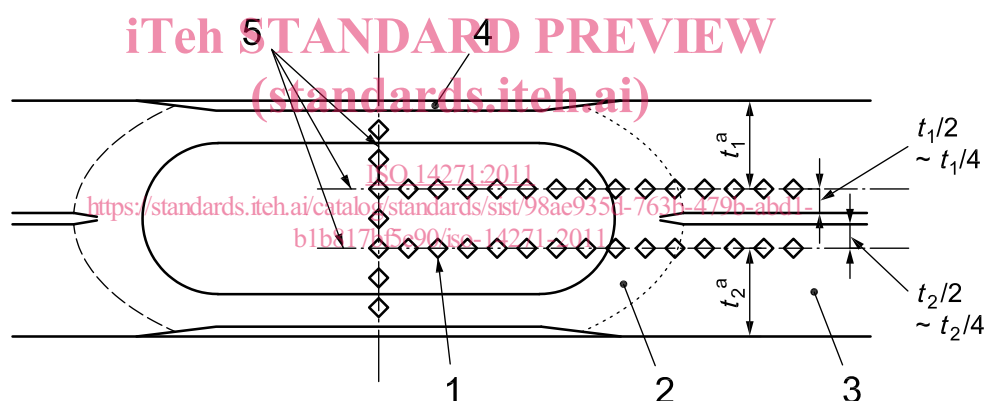 iTeh STANDARD PREVIEW
(standards.iteh.ai)
5
4
t₁ᵃ
t₁/2
~ t₁/4
ISO 14271:2011
https://standards.iteh.ai/catalog/standards/sist/98ae935d-763b-479b-abd1-
b1b817bf5e90/iso-14271-2011
t₂ᵃ
t₂/2
~ t₂/4
1
2
3